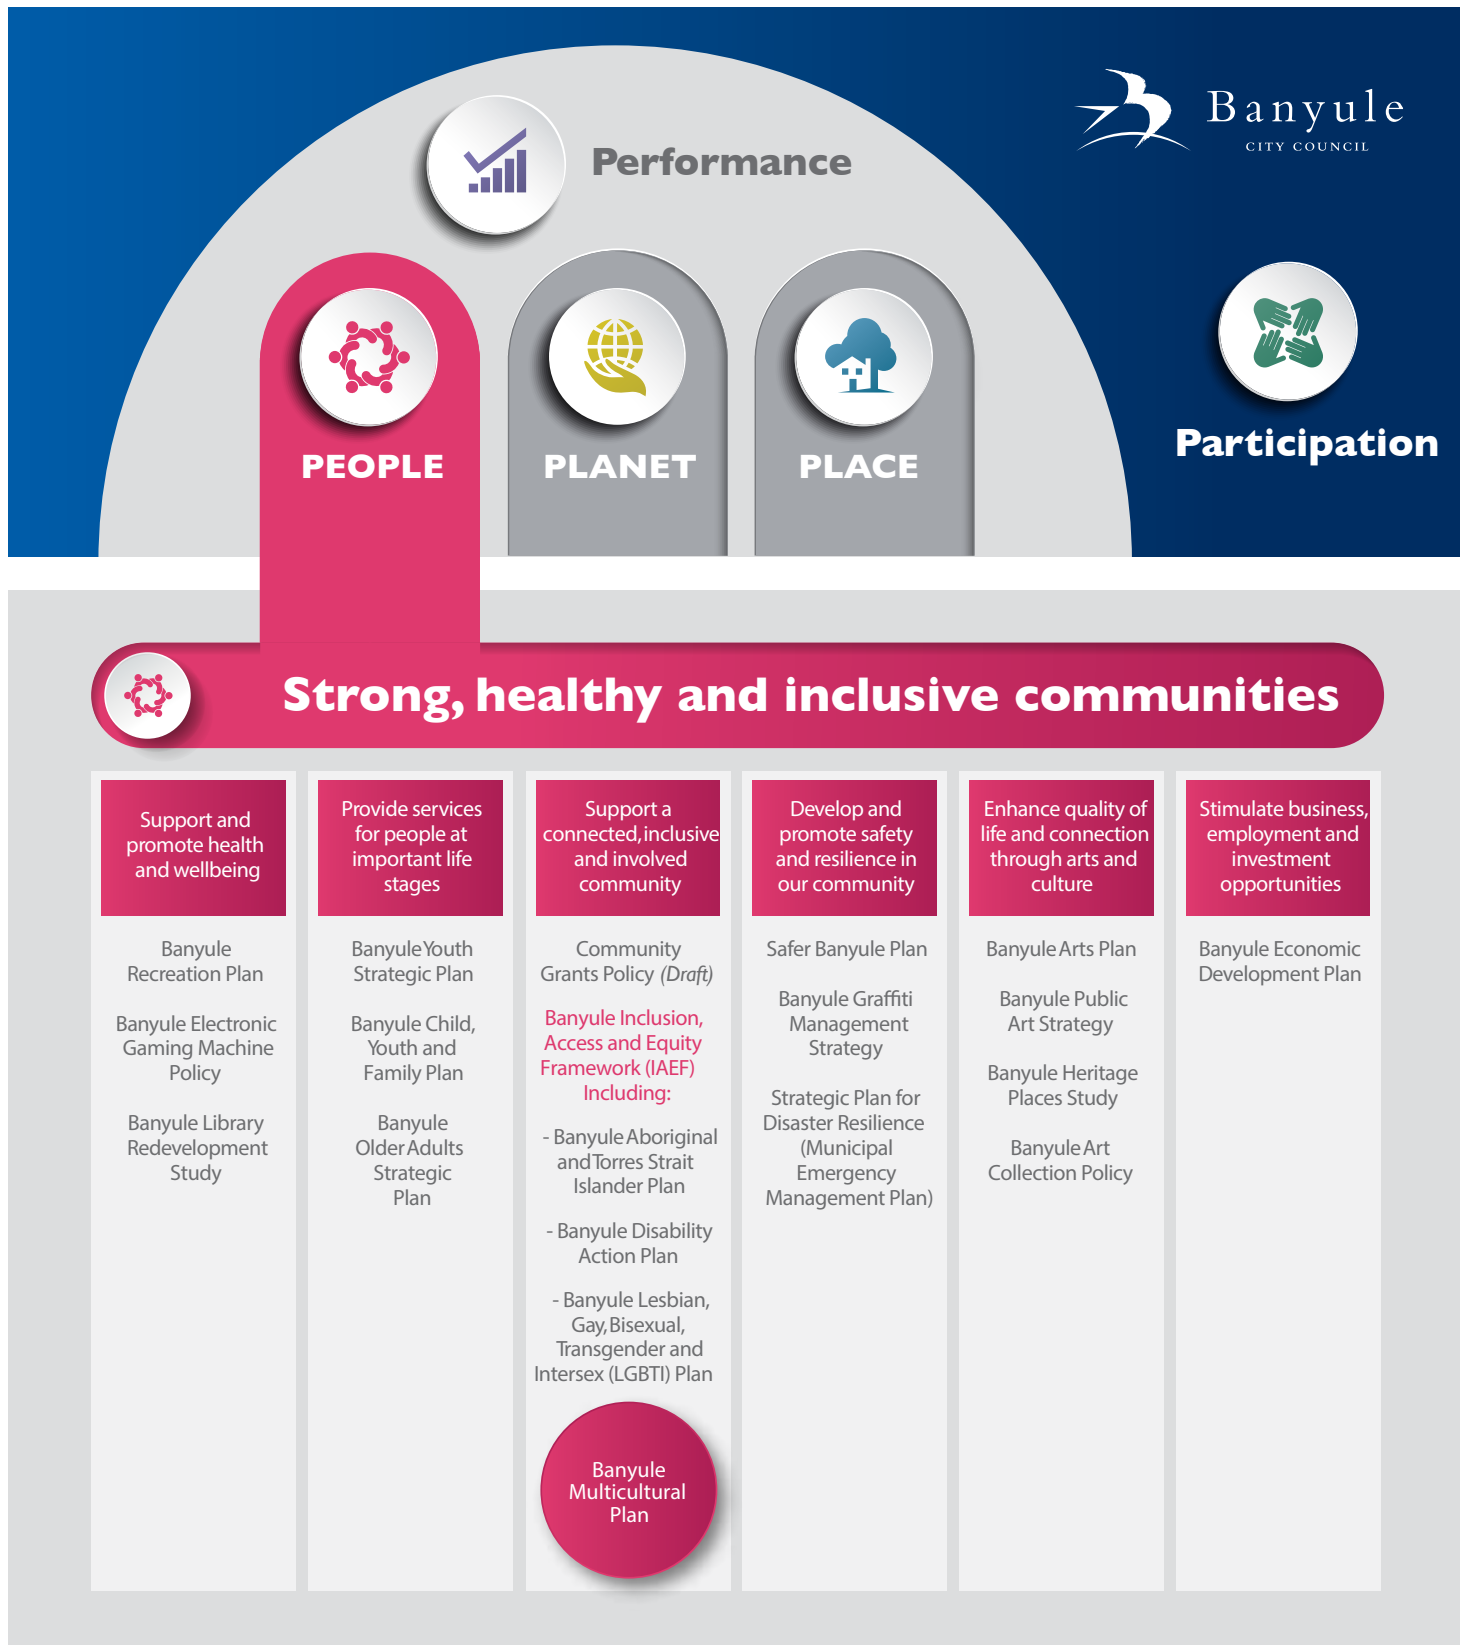 Banyule
CITY COUNCIL
Performance
PEOPLE
PLANET
PLACE
Participation
Strong, healthy and inclusive communities
Support and
promote health
and wellbeing
Banyule
Recreation Plan
Banyule Electronic
Gaming Machine
Policy
Banyule Library
Redevelopment
Study
Provide services
for people at
important life
stages
Banyule Youth
Strategic Plan
Banyule Child,
Youth and
Family Plan
Banyule
Older Adults
Strategic
Plan
Support a
connected, inclusive
and involved
community
Community
Grants Policy (Draft)
Banyule Inclusion,
Access and Equity
Framework (IAEF)
Including:
- Banyule Aboriginal
and Torres Strait
Islander Plan
- Banyule Disability
Action Plan
- Banyule Lesbian,
Gay, Bisexual,
Transgender and
Intersex (LGBTI) Plan
Banyule
Multicultural
Plan
Develop and
promote safety
and resilience in
our community
Safer Banyule Plan
Banyule Graffiti
Management
Strategy
Strategic Plan for
Disaster Resilience
(Municipal
Emergency
Management Plan)
Enhance quality of
life and connection
through arts and
culture
Banyule Arts Plan
Banyule Public
Art Strategy
Banyule Heritage
Places Study
Banyule Art
Collection Policy
Stimulate business,
employment and
investment
opportunities
Banyule Economic
Development Plan